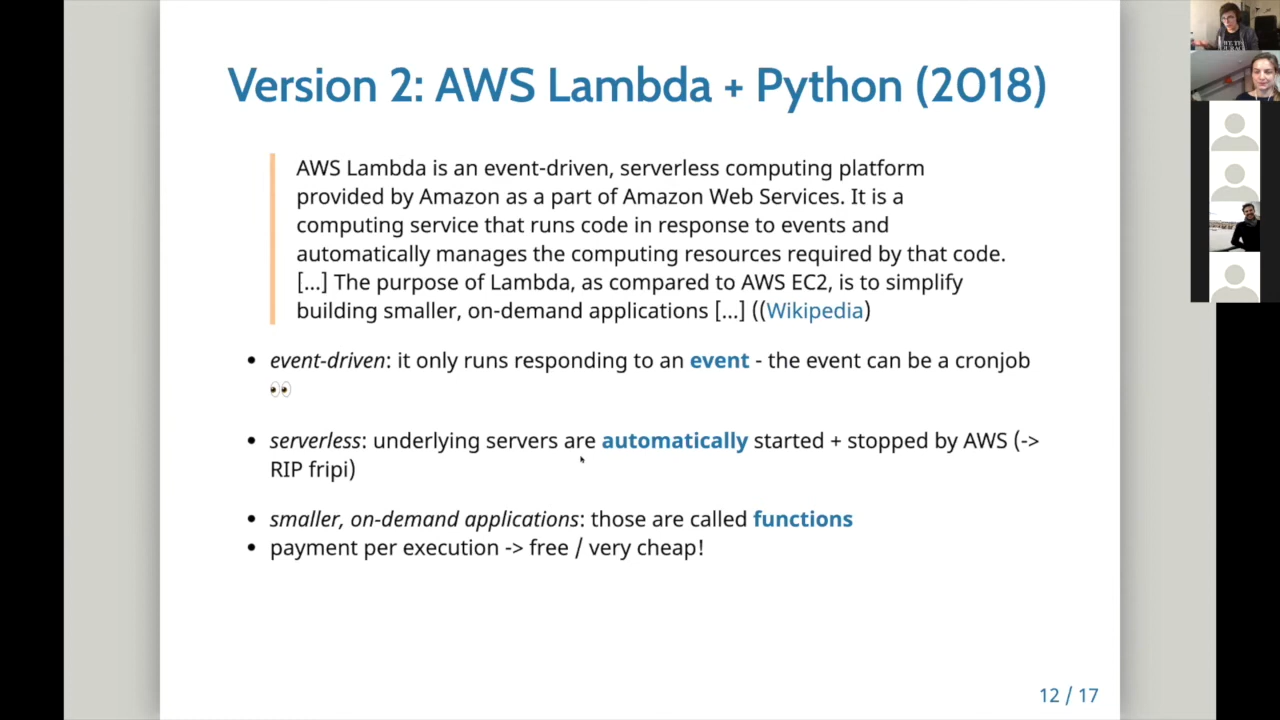 Version 2: AWS Lambda + Python (2018)
AWS Lambda is an event-driven, serverless computing platform
provided by Amazon as a part of Amazon Web Services. It is a
computing service that runs code in response to events and
automatically manages the computing resources required by that code.
[...] The purpose of Lambda, as compared to AWS EC2, is to simplify
building smaller, on-demand applications [...] ((Wikipedia)
• event-driven: it only runs responding to an event - the event can be a cronjob
👀
• serverless: underlying servers are automatically started + stopped by AWS (->
RIP fripi)
• smaller, on-demand applications: those are called functions
• payment per execution -> free / very cheap!
12 / 17